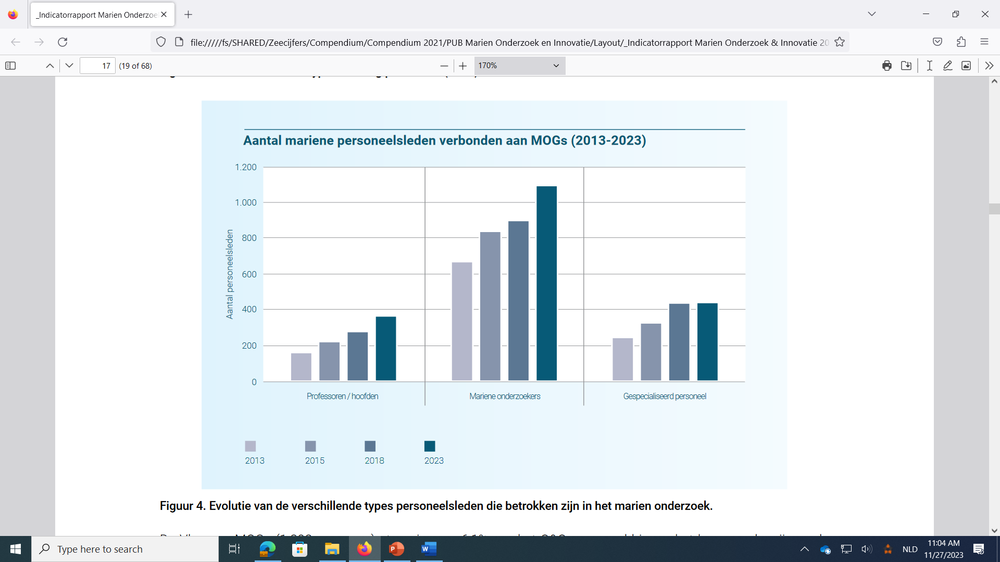 _Indicatorrapport Marien Onderzoe
file://///fs/SHARED/Zeecijfers/Compendium/Compendium 2021/PUB Marien Onderzoek en Innovatie/Layout/_Indicatorrapport Marien Onderzoek & Innovatie 20
17 (19 of 68)
170%
Aantal mariene personeelsleden verbonden aan MOGs (2013-2023)
Aantal personeelsleden
1.200
1.000
800
600
400
200
0
Professoren / hoofden
Mariene onderzoekers
Gespecialiseerd personeel
2013
2015
2018
2023
Figuur 4. Evolutie van de verschillende types personeelsleden die betrokken zijn in het marien onderzoek.
Type here to search
NLD
11:04 AM
11/27/2023